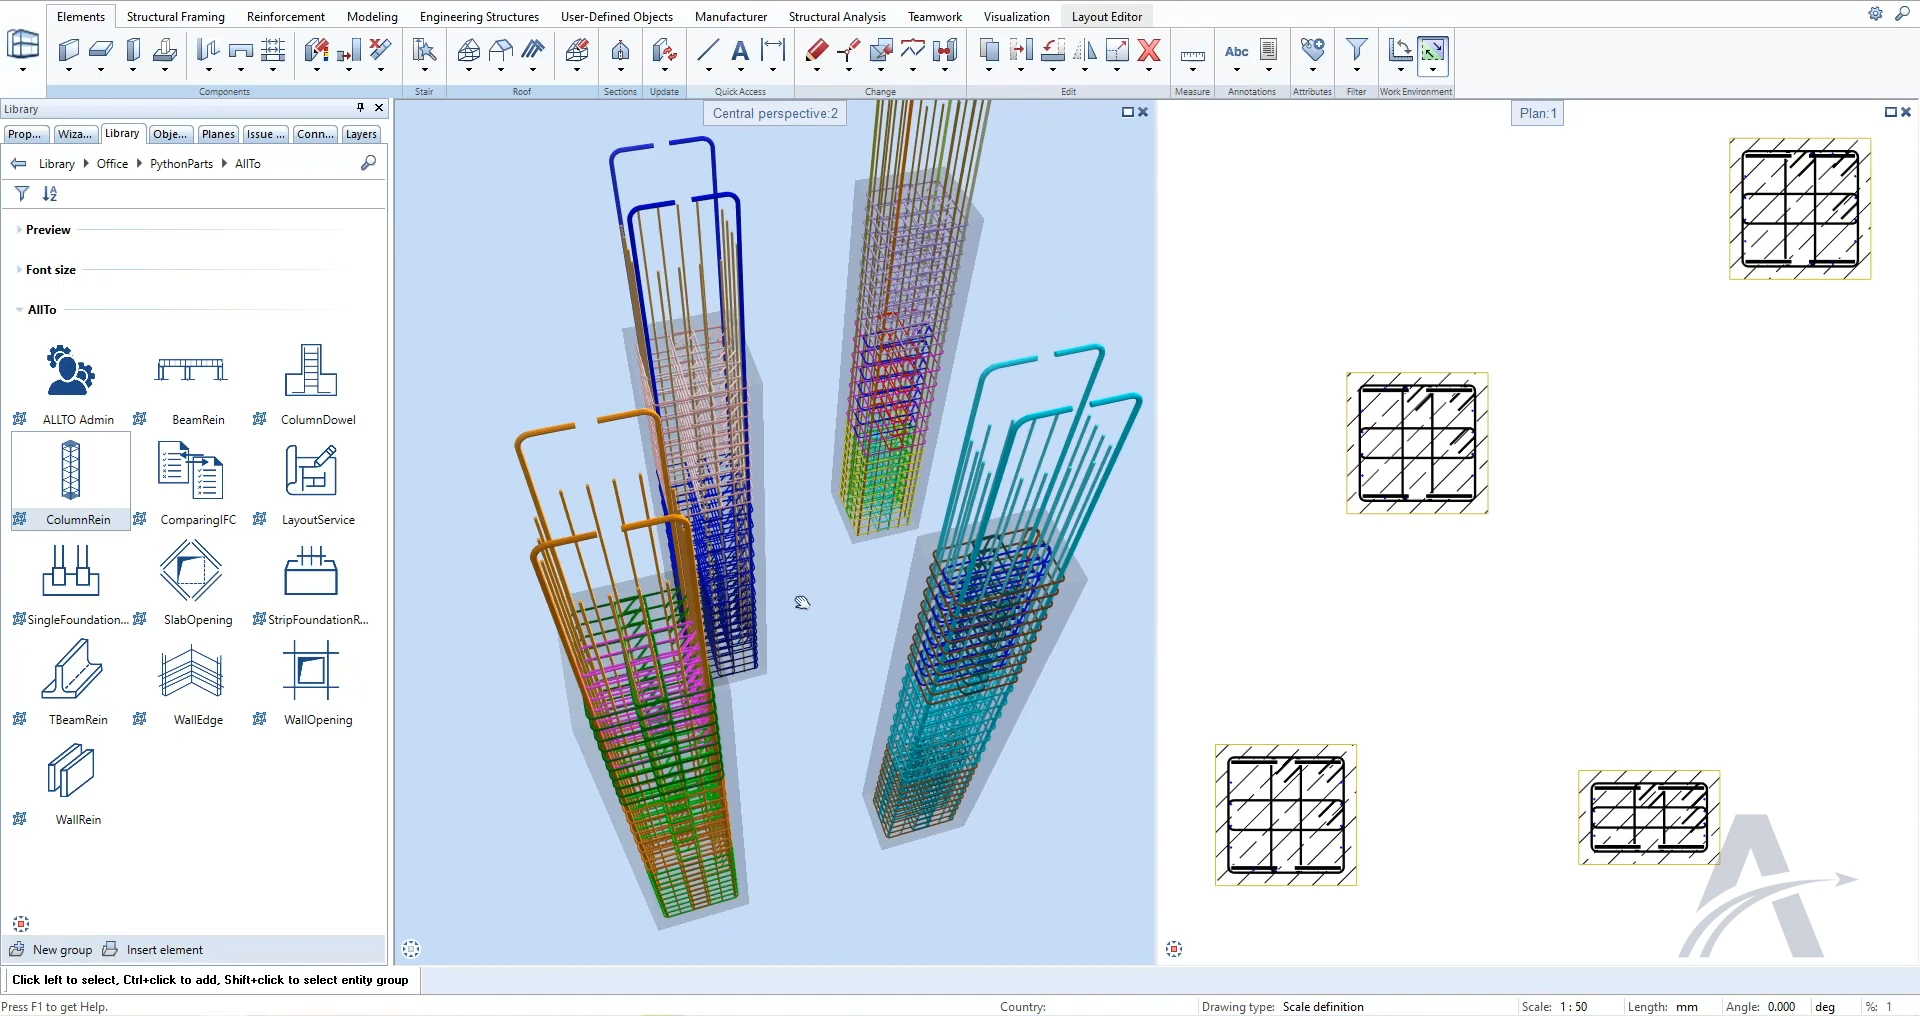 Elements Structural Framing Reinforcement Modeling Engineering Structures User-Defined Objects Manufacturer Structural Analysis Teamwork Visualization Layout Editor
A Abc
Components Stair Roof Sections Update Quick Access Change Edit Measure Annotations Attributes Filter Work Environment
Library
Central perspective:2
Plan:1
Prop... Wiza... Library Obje... Planes Issue ... Conn... Layers
Library Office PythonParts AllTo
Preview
Font size
AllTo
ALLTO Admin BeamRein ColumnDowel
ColumnRein ComparingIFC LayoutService
SingleFoundation... SlabOpening StripFoundationR...
TBeamRein WallEdge WallOpening
WallRein
New group Insert element
Click left to select, Ctrl+click to add, Shift+click to select entity group
Press F1 to get Help. Country: Drawing type: Scale definition Scale: 1 : 50 Length: mm Angle: 0.000 deg %: 1